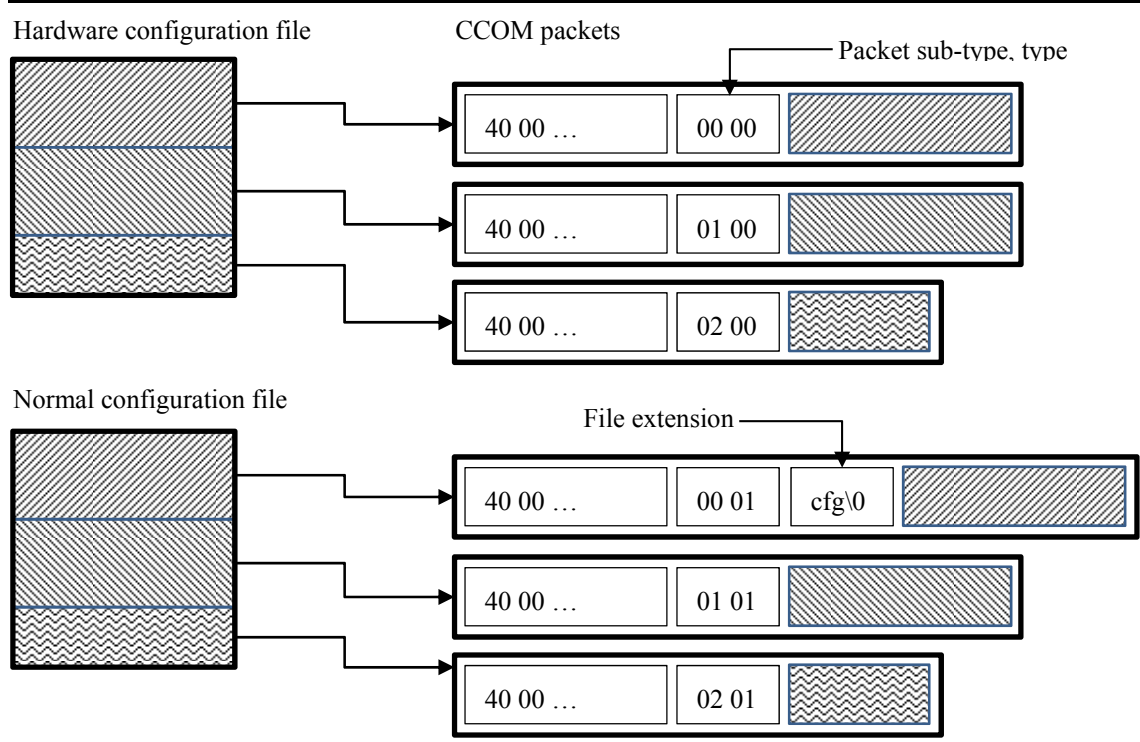 Hardware configuration file
CCOM packets
Packet sub-type, type
40 00 …
00 00
40 00 …
01 00
40 00 …
02 00
Normal configuration file
File extension
40 00 …
00 01
cfg\0
40 00 …
01 01
40 00 …
02 01